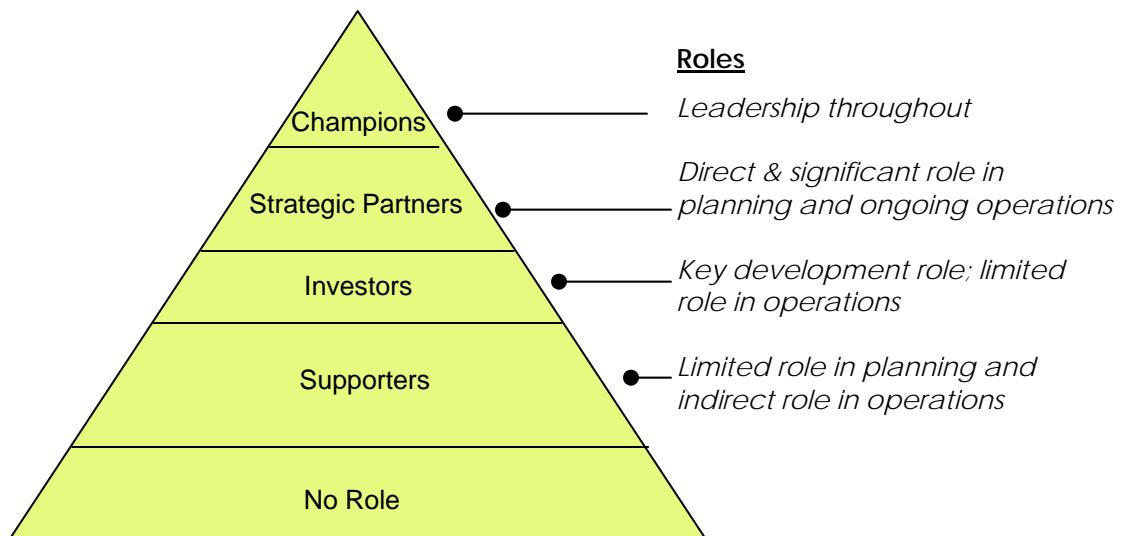 Roles
Champions
Leadership throughout
Strategic Partners
Direct & significant role in
planning and ongoing operations
Investors
Key development role; limited
role in operations
Supporters
Limited role in planning and
indirect role in operations
No Role